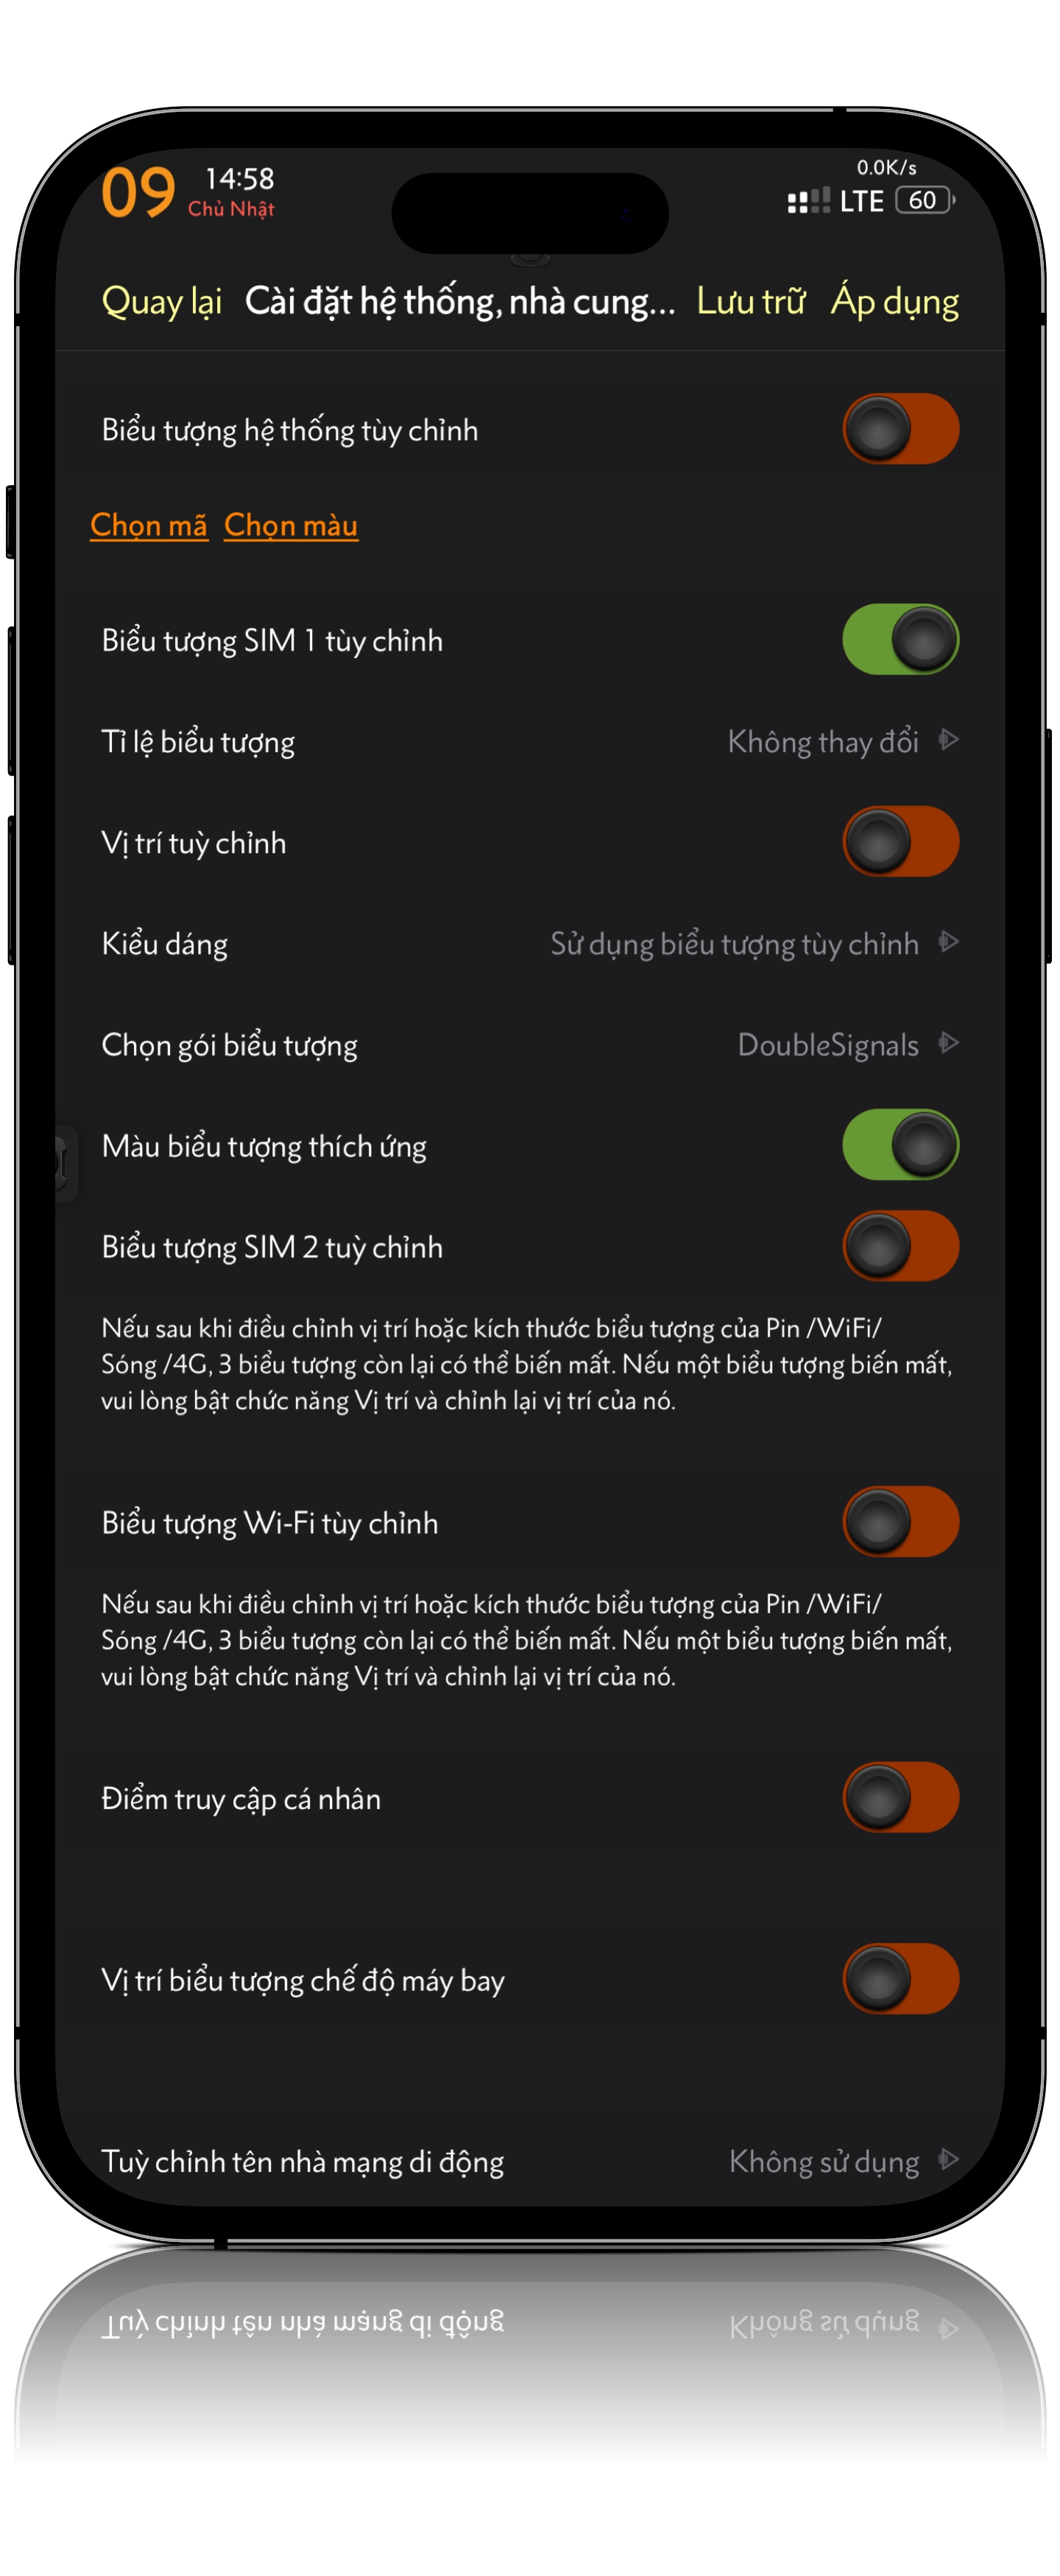 09
14:58
Chủ Nhật
0.0K/s
LTE 60
Quay lại Cài đặt hệ thống, nhà cung... Lưu trữ Áp dụng
Biểu tượng hệ thống tùy chỉnh
Chọn mã Chọn màu
Biểu tượng SIM 1 tùy chỉnh
Tỉ lệ biểu tượng Không thay đổi
Vị trí tuỳ chỉnh
Kiểu dáng Sử dụng biểu tượng tùy chỉnh
Chọn gói biểu tượng DoubleSignals
Màu biểu tượng thích ứng
Biểu tượng SIM 2 tuỳ chỉnh
Nếu sau khi điều chỉnh vị trí hoặc kích thước biểu tượng của Pin /WiFi/
Sóng /4G, 3 biểu tượng còn lại có thể biến mất. Nếu một biểu tượng biến mất,
vui lòng bật chức năng Vị trí và chỉnh lại vị trí của nó.
Biểu tượng Wi-Fi tùy chỉnh
Nếu sau khi điều chỉnh vị trí hoặc kích thước biểu tượng của Pin /WiFi/
Sóng /4G, 3 biểu tượng còn lại có thể biến mất. Nếu một biểu tượng biến mất,
vui lòng bật chức năng Vị trí và chỉnh lại vị trí của nó.
Điểm truy cập cá nhân
Vị trí biểu tượng chế độ máy bay
Tuỳ chỉnh tên nhà mạng di động Không sử dụng
Tuỳ chỉnh tên nhà mạng di động Không sử dụng